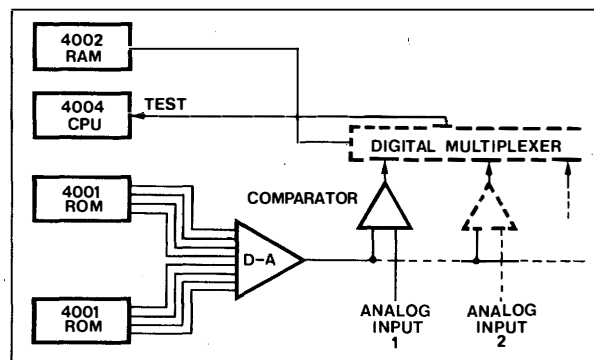 4002
RAM
4004
CPU
TEST
DIGITAL MULTIPLEXER
4001
ROM
COMPARATOR
D-A
4001
ROM
ANALOG
INPUT
1
ANALOG
INPUT
2